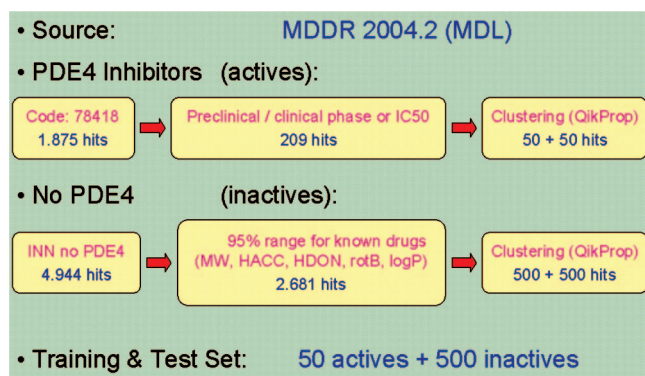 • Source: MDDR 2004.2 (MDL)
• PDE4 Inhibitors (actives):
Code: 78418
1.875 hits
Preclinical / clinical phase or IC50
209 hits
Clustering (QikProp)
50 + 50 hits
• No PDE4 (inactives):
INN no PDE4
4.944 hits
95% range for known drugs
(MW, HACC, HDON, rotB, logP)
2.681 hits
Clustering (QikProp)
500 + 500 hits
• Training & Test Set: 50 actives + 500 inactives